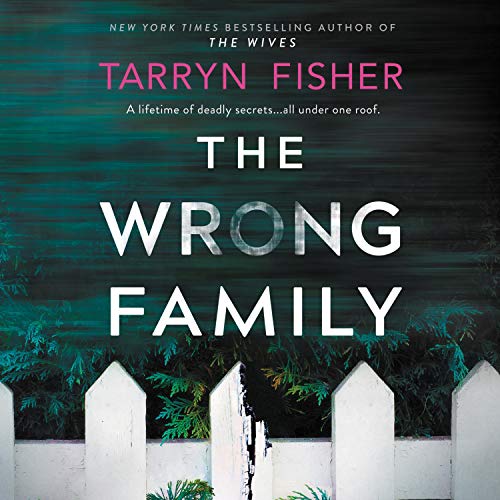 NEW YORK TIMES BESTSELLING AUTHOR OF
THE WIVES
TARRYN FISHER
A lifetime of deadly secrets...all under one roof.
THE
WRONG
FAMILY